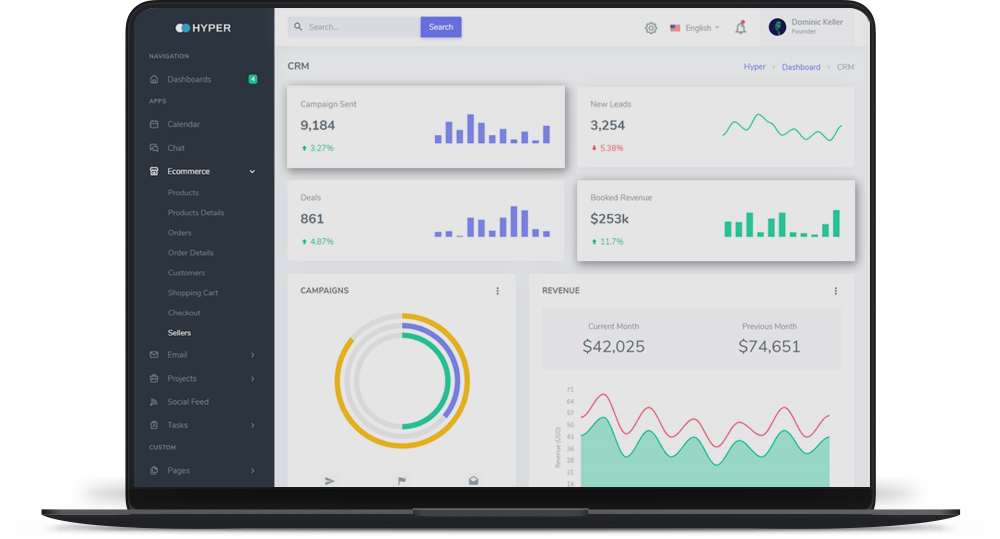 HYPER
Search...
Search
English
Dominic Keller
Founder
NAVIGATION
Dashboards
4
APPS
Calendar
Chat
Ecommerce
Products
Products Details
Orders
Order Details
Customers
Shopping Cart
Checkout
Sellers
Email
Projects
Social Feed
Tasks
CUSTOM
Pages
CRM
Hyper > Dashboard > CRM
Campaign Sent
9,184
3.27%
New Leads
3,254
5.38%
Deals
861
4.87%
Booked Revenue
$253k
11.7%
CAMPAIGNS
REVENUE
Current Month
$42,025
Previous Month
$74,651
Revenue (USD)
71
64
57
50
43
36
28
21
14